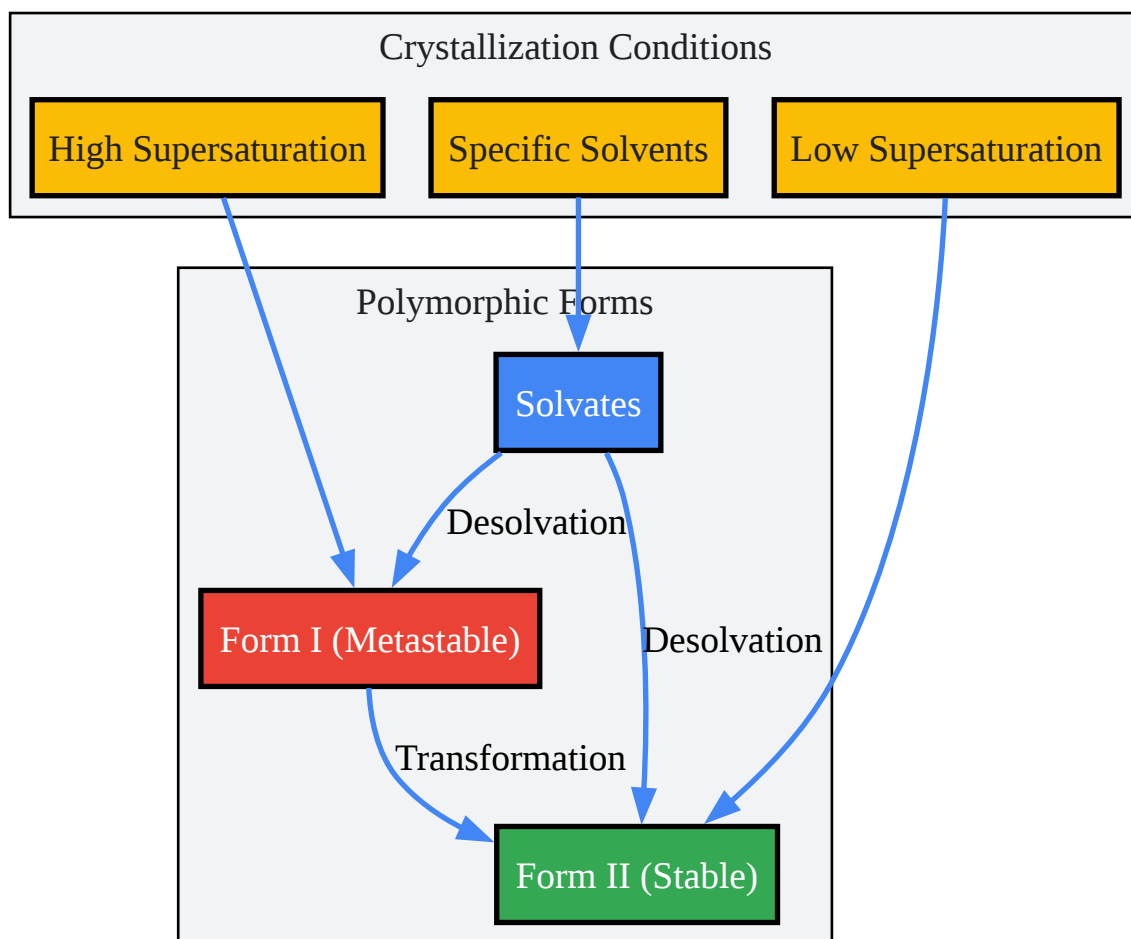 Crystallization Conditions
High Supersaturation
Specific Solvents
Low Supersaturation
Polymorphic Forms
Solvates
Desolvation
Form I (Metastable)
Desolvation
Transformation
Form II (Stable)